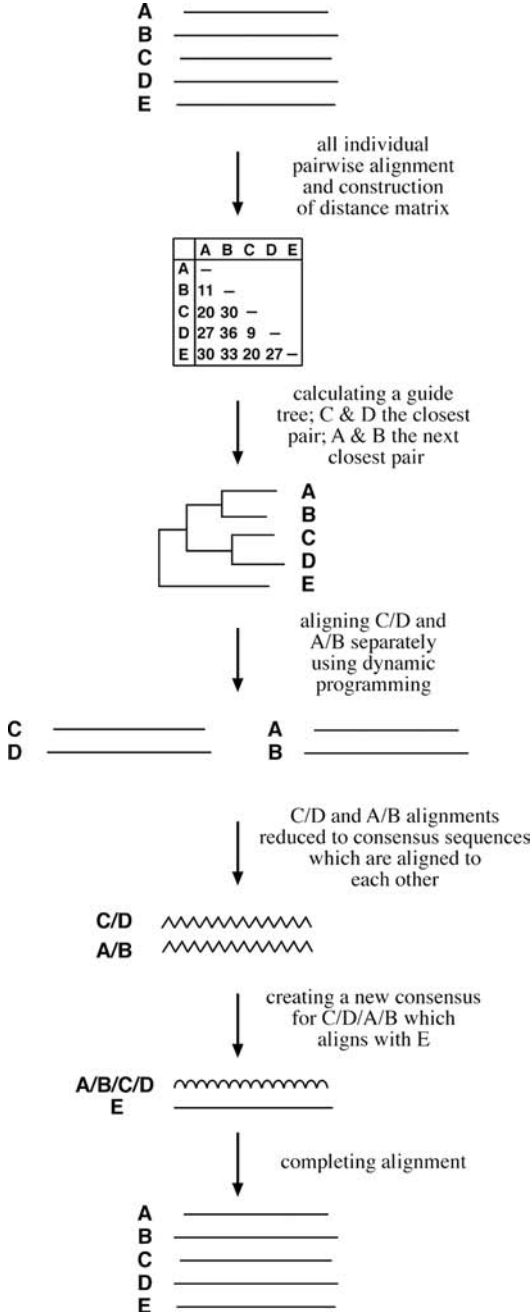 A
B
C
D
E
all individual
pairwise alignment
and construction
of distance matrix
A B C D E
A –
B 11 –
C 20 30 –
D 27 36 9 –
E 30 33 20 27 –
calculating a guide
tree; C & D the closest
pair; A & B the next
closest pair
A
B
C
D
E
aligning C/D and
A/B separately
using dynamic
programming
C A
D B
C/D and A/B alignments
reduced to consensus sequences
which are aligned to
each other
C/D
A/B
creating a new consensus
for C/D/A/B which
aligns with E
A/B/C/D
E
completing alignment
A
B
C
D
E